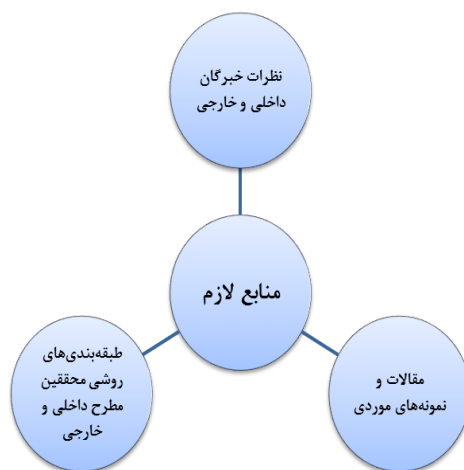 نظرات خبرگان
داخلی و خارجی
منابع لازم
مقالات و
نمونه‌های موردی
طبقه‌بندی‌های
روشی محققین
مطرح داخلی و
خارجی